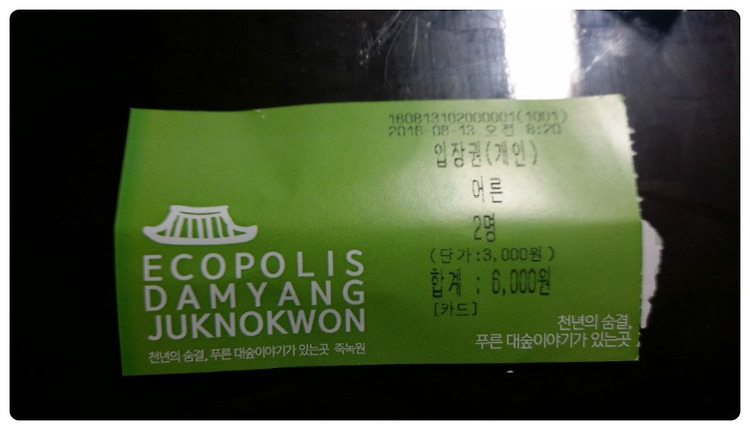 160813102000001(1001)
2016-08-13 오전 8:20
입장권(개인)
어른
2명
(단가:3,000원)
합계 : 6,000원
[카드]
ECOPOLIS
DAMYANG
JUKNOKWON
천년의 숨결, 푸른 대숲이야기가 있는곳 죽녹원
천년의 숨결,
푸른 대숲이야기가 있는곳